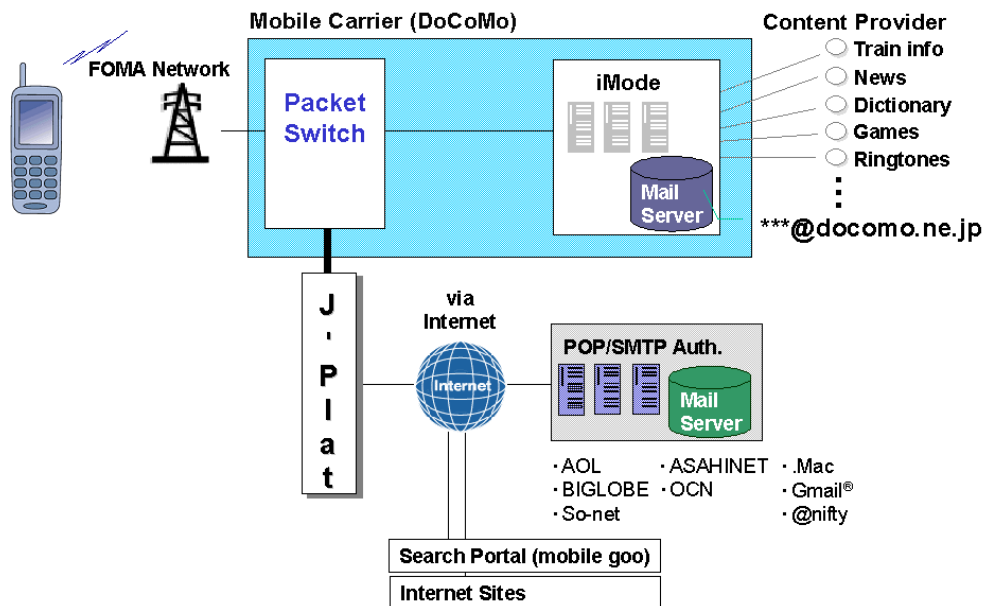 Mobile Carrier (DoCoMo)
Content Provider
FOMA Network
Packet
Switch
iMode
Mail
Server
Train info
News
Dictionary
Games
Ringtones
***@docomo.ne.jp
J
'
P
l
a
t
via
Internet
Internet
POP/SMTP Auth.
Mail
Server
・AOL
・BIGLOBE
・So-net
・ASAHINET
・OCN
・.Mac
・Gmail®
・@nifty
Search Portal (mobile goo)
Internet Sites